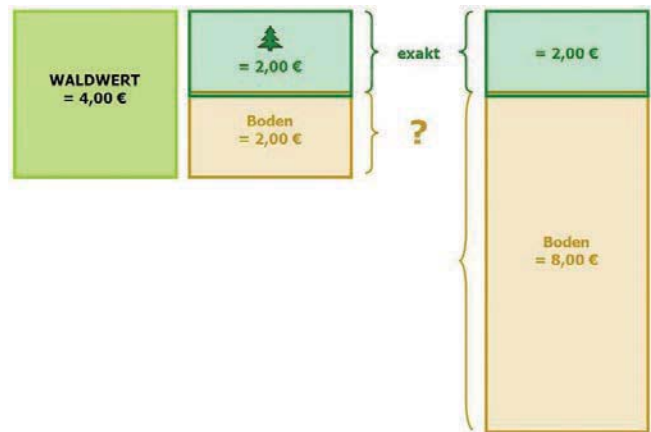 WALDWERT
= 4,00 €
= 2,00 €
Boden
= 2,00 €
exakt
?
= 2,00 €
Boden
= 8,00 €